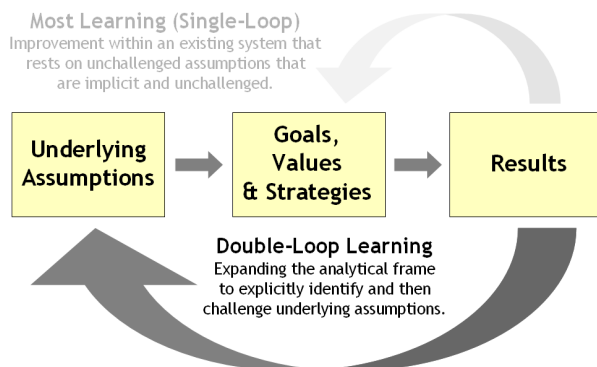 Most Learning (Single-Loop)
Improvement within an existing system that
rests on unchallenged assumptions that
are implicit and unchallenged.
Underlying
Assumptions
Goals,
Values
& Strategies
Results
Double-Loop Learning
Expanding the analytical frame
to explicitly identify and then
challenge underlying assumptions.